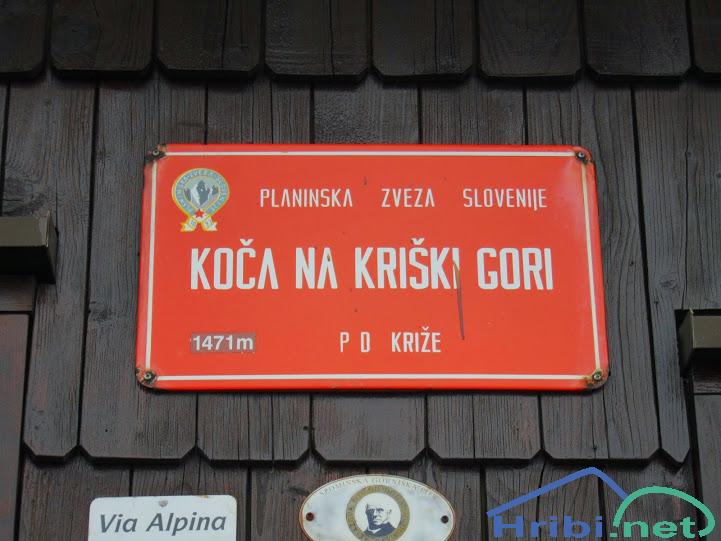 PLANINSKA ZVEZA SLOVENIJE
KOČA NA KRIŠKI GORI
1471m
P D KRIŽE
Via Alpina
Hribi.net